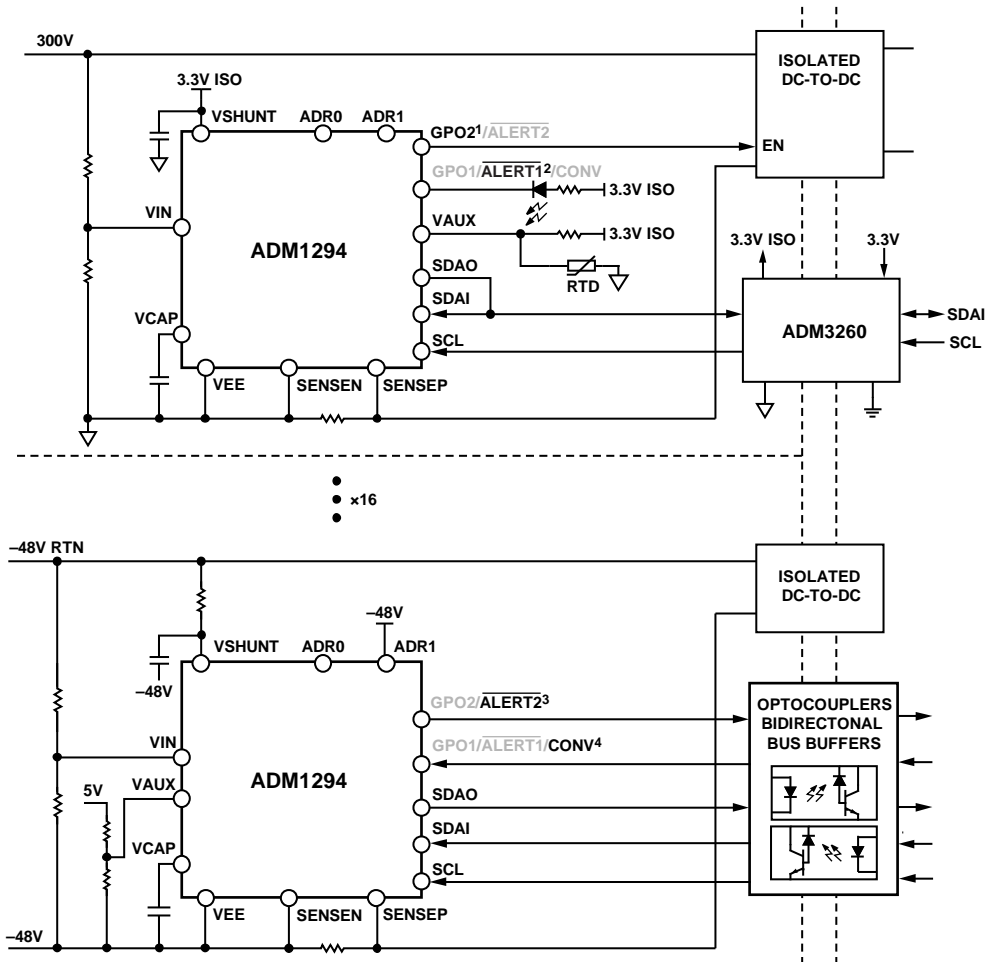 300V
ISOLATED
DC-TO-DC
EN
3.3V ISO
VSHUNT ADR0 ADR1
GPO2¹/ALERT2
GPO1/ALERT1²/CONV
3.3V ISO
VIN
VAUX
3.3V ISO
3.3V ISO
3.3V
ADM1294
SDAO
RTD
SDAI
SDAI
VCAP
ADM3260
SCL
SCL
VEE
SENSEN
SENSEP
×16
–48V RTN
ISOLATED
DC-TO-DC
–48V
VSHUNT ADR0 ADR1
–48V
GPO2/ALERT2³
OPTOCOUPLERS
BIDIRECTONAL
BUS BUFFERS
GPO1/ALERT1/CONV⁴
VIN
ADM1294
5V
VAUX
SDAO
SDAI
VCAP
SCL
VEE
SENSEN
SENSEP
–48V